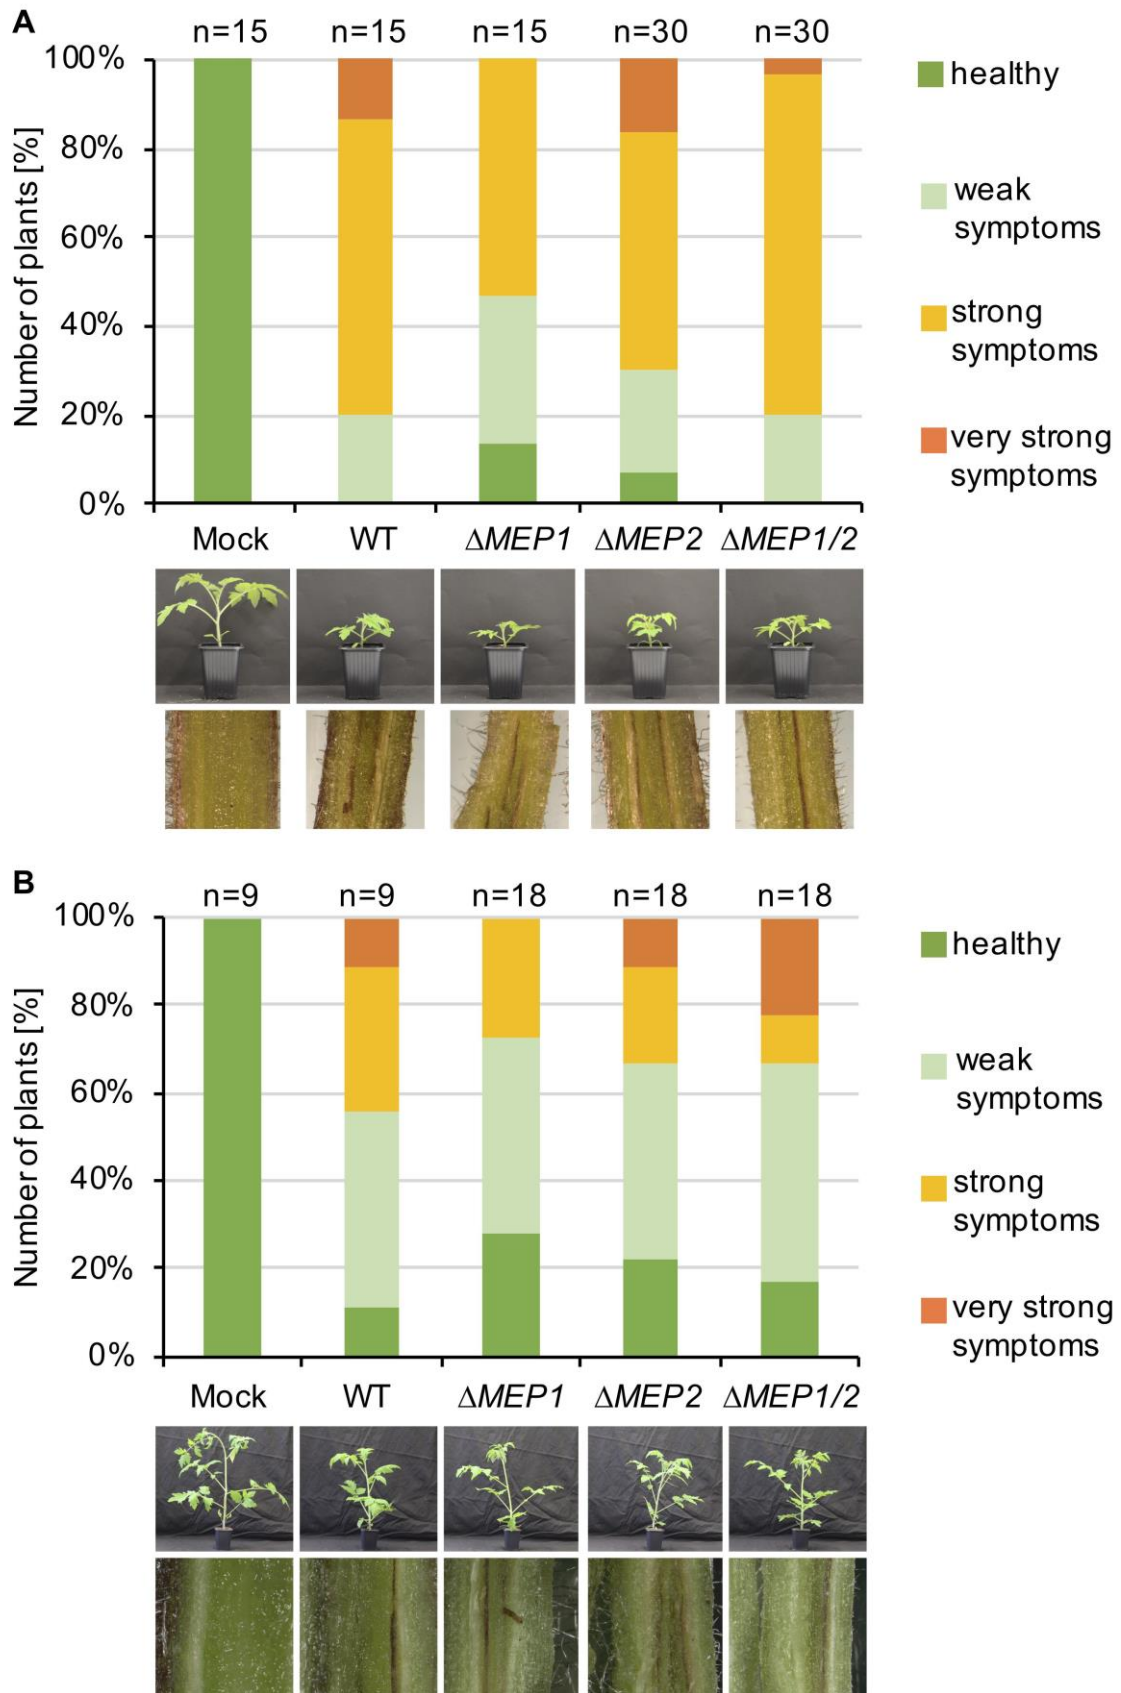 A
n=15 n=15 n=15 n=30 n=30
100%
80%
60%
40%
20%
0%
Number of plants [%]
healthy
weak
symptoms
strong
symptoms
very strong
symptoms
Mock WT ΔMEP1 ΔMEP2 ΔMEP1/2
B
n=9 n=9 n=18 n=18 n=18
100%
80%
60%
40%
20%
0%
Number of plants [%]
healthy
weak
symptoms
strong
symptoms
very strong
symptoms
Mock WT ΔMEP1 ΔMEP2 ΔMEP1/2